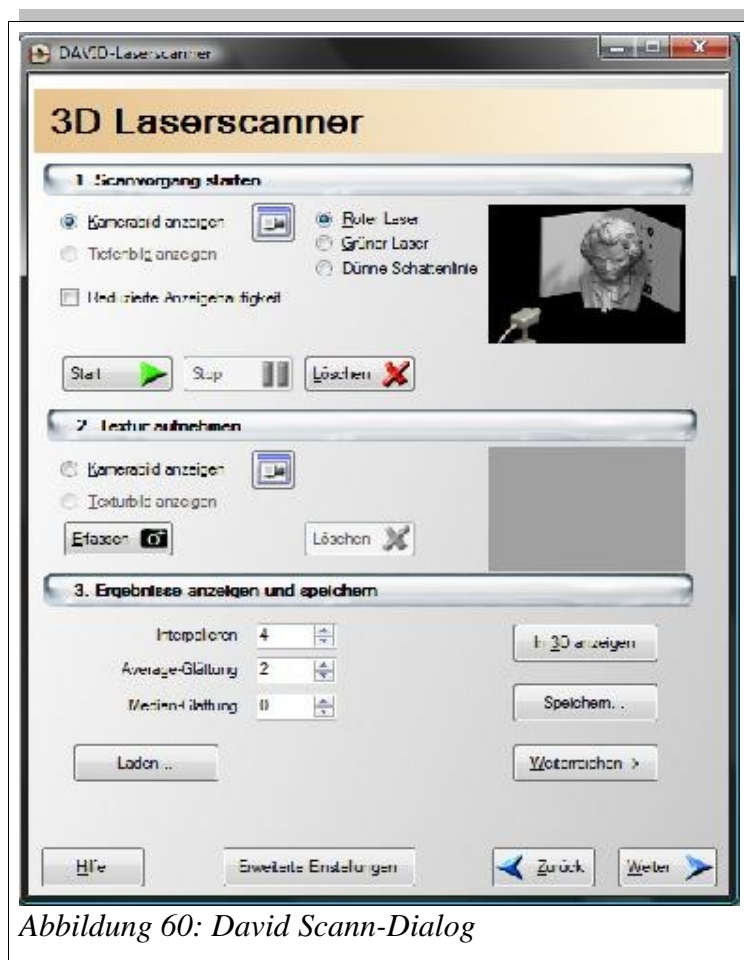 DAVID-Laserscanner
3D Laserscanner
1. Scanvorgang starten
Kamerabild anzeigen
Roter Laser
Tiefenbild anzeigen
Grüner Laser
Dünne Schattenlinie
Reduzierte Anzeigehäufigkeit
Start
Stop
Löschen
2. Textur aufnehmen
Kamerabild anzeigen
Texturbild anzeigen
Erfassen
Löschen
3. Ergebnisse anzeigen und speichern
Interpolieren 4
In 3D anzeigen
Average-Glättung 2
Median-Glättung 0
Speichern...
Laden...
Weiterreichen >
Hilfe
Erweiterte Einstellungen
Zurück
Weiter
Abbildung 60: David Scann-Dialog